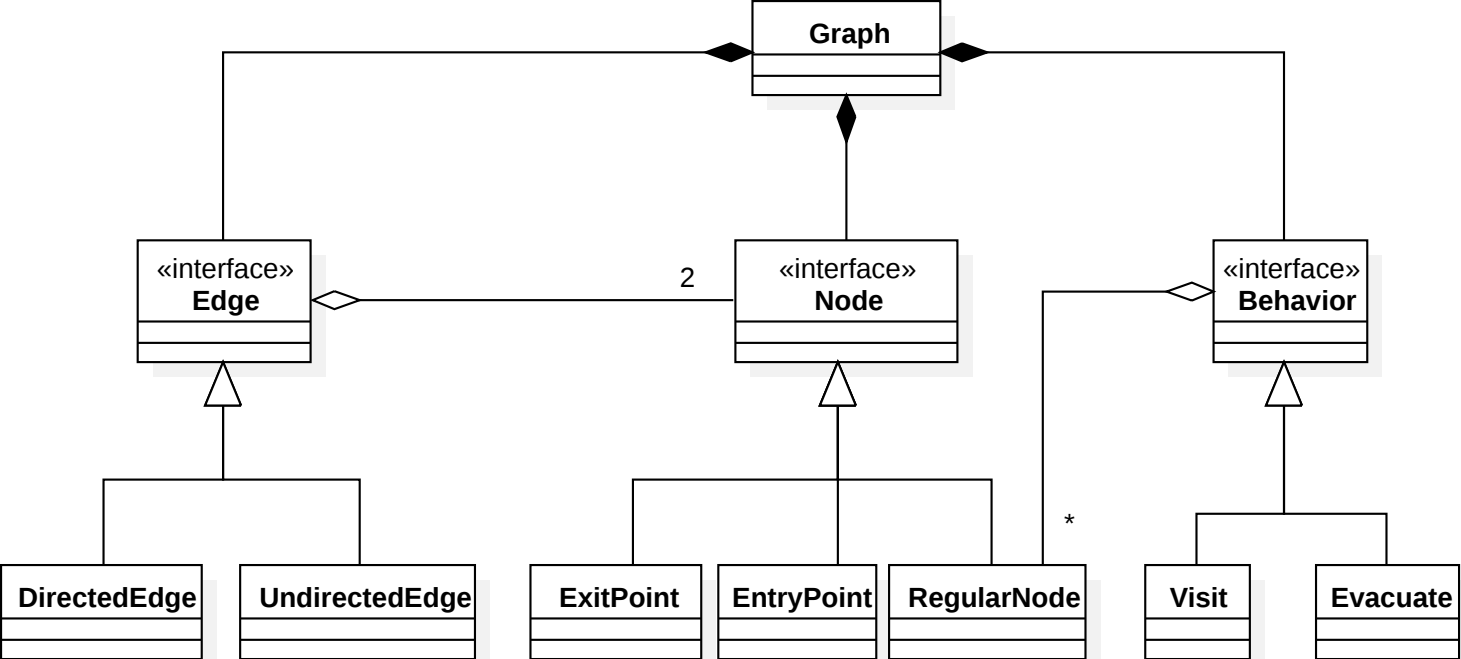 Graph
«interface»
Edge
2
«interface»
Node
«interface»
Behavior
*
DirectedEdge
UndirectedEdge
ExitPoint
EntryPoint
RegularNode
Visit
Evacuate